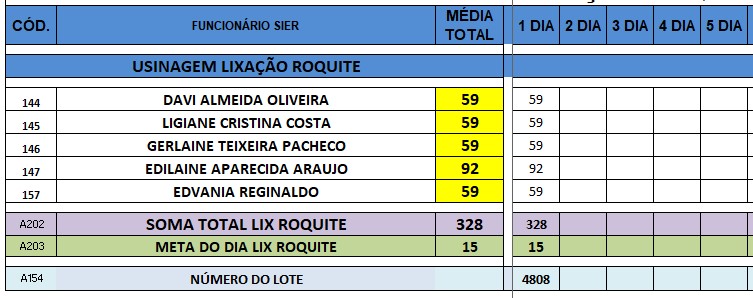 CÓD. FUNCIONÁRIO SIER MÉDIA TOTAL 1 DIA 2 DIA 3 DIA 4 DIA 5 DIA
USINAGEM LIXAÇÃO ROQUITE
144 DAVI ALMEIDA OLIVEIRA 59 59
145 LIGIANE CRISTINA COSTA 59 59
146 GERLAINE TEIXEIRA PACHECO 59 59
147 EDILAINE APARECIDA ARAUJO 92 92
157 EDVANIA REGINALDO 59 59
A202 SOMA TOTAL LIX ROQUITE 328 328
A203 META DO DIA LIX ROQUITE 15 15
A154 NÚMERO DO LOTE 4808